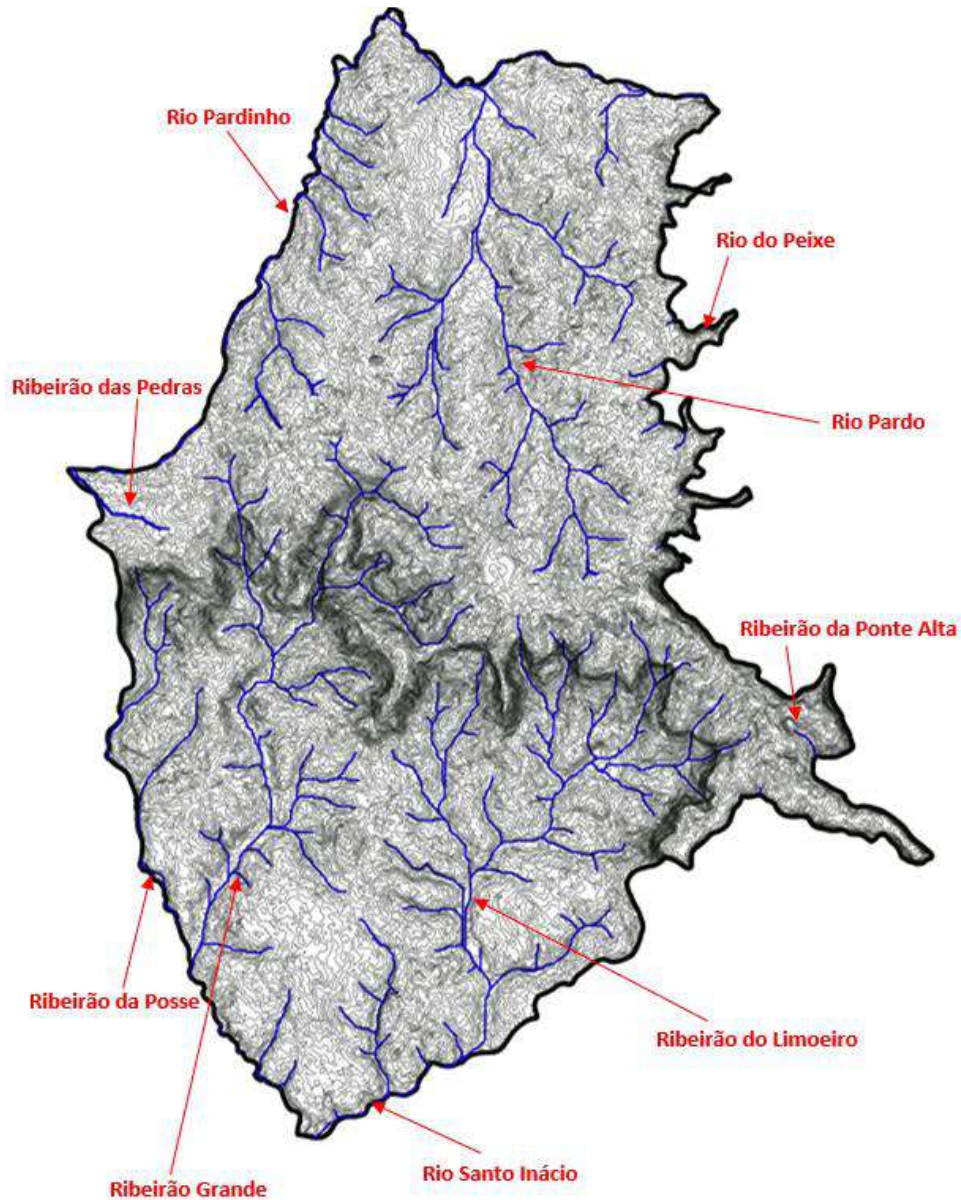 Rio Pardinho
Rio do Peixe
Ribeirão das Pedras
Rio Pardo
Ribeirão da Ponte Alta
Ribeirão da Posse
Ribeirão do Limoeiro
Rio Santo Inácio
Ribeirão Grande